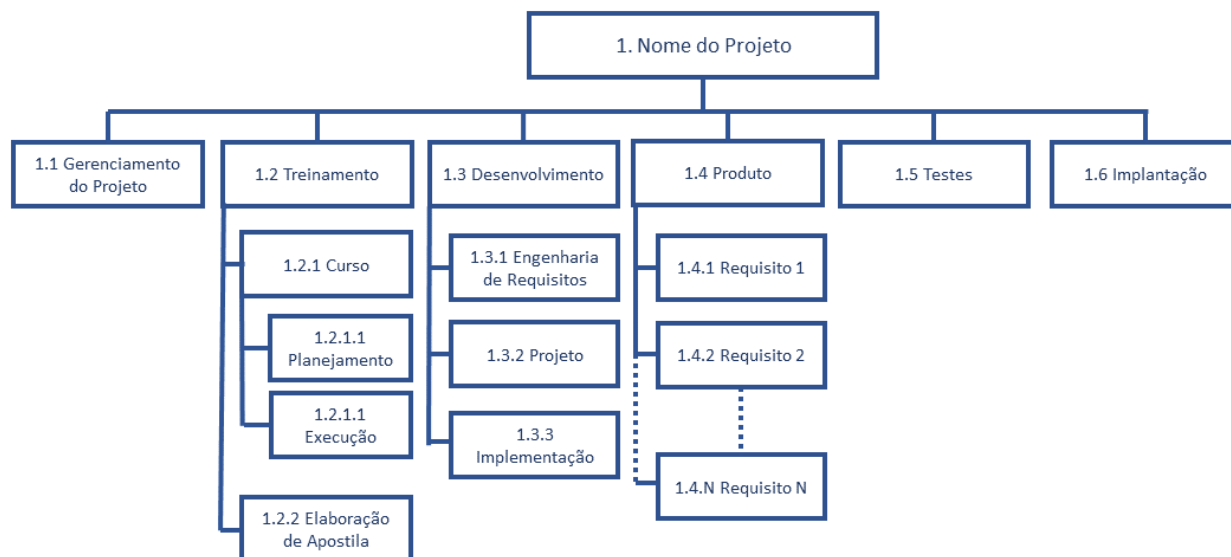 1. Nome do Projeto
1.1 Gerenciamento
do Projeto
1.2 Treinamento
1.3 Desenvolvimento
1.4 Produto
1.5 Testes
1.6 Implantação
1.2.1 Curso
1.2.1.1
Planejamento
1.2.1.1
Execução
1.2.2 Elaboração
de Apostila
1.3.1 Engenharia
de Requisitos
1.3.2 Projeto
1.3.3
Implementação
1.4.1 Requisito 1
1.4.2 Requisito 2
1.4.N Requisito N